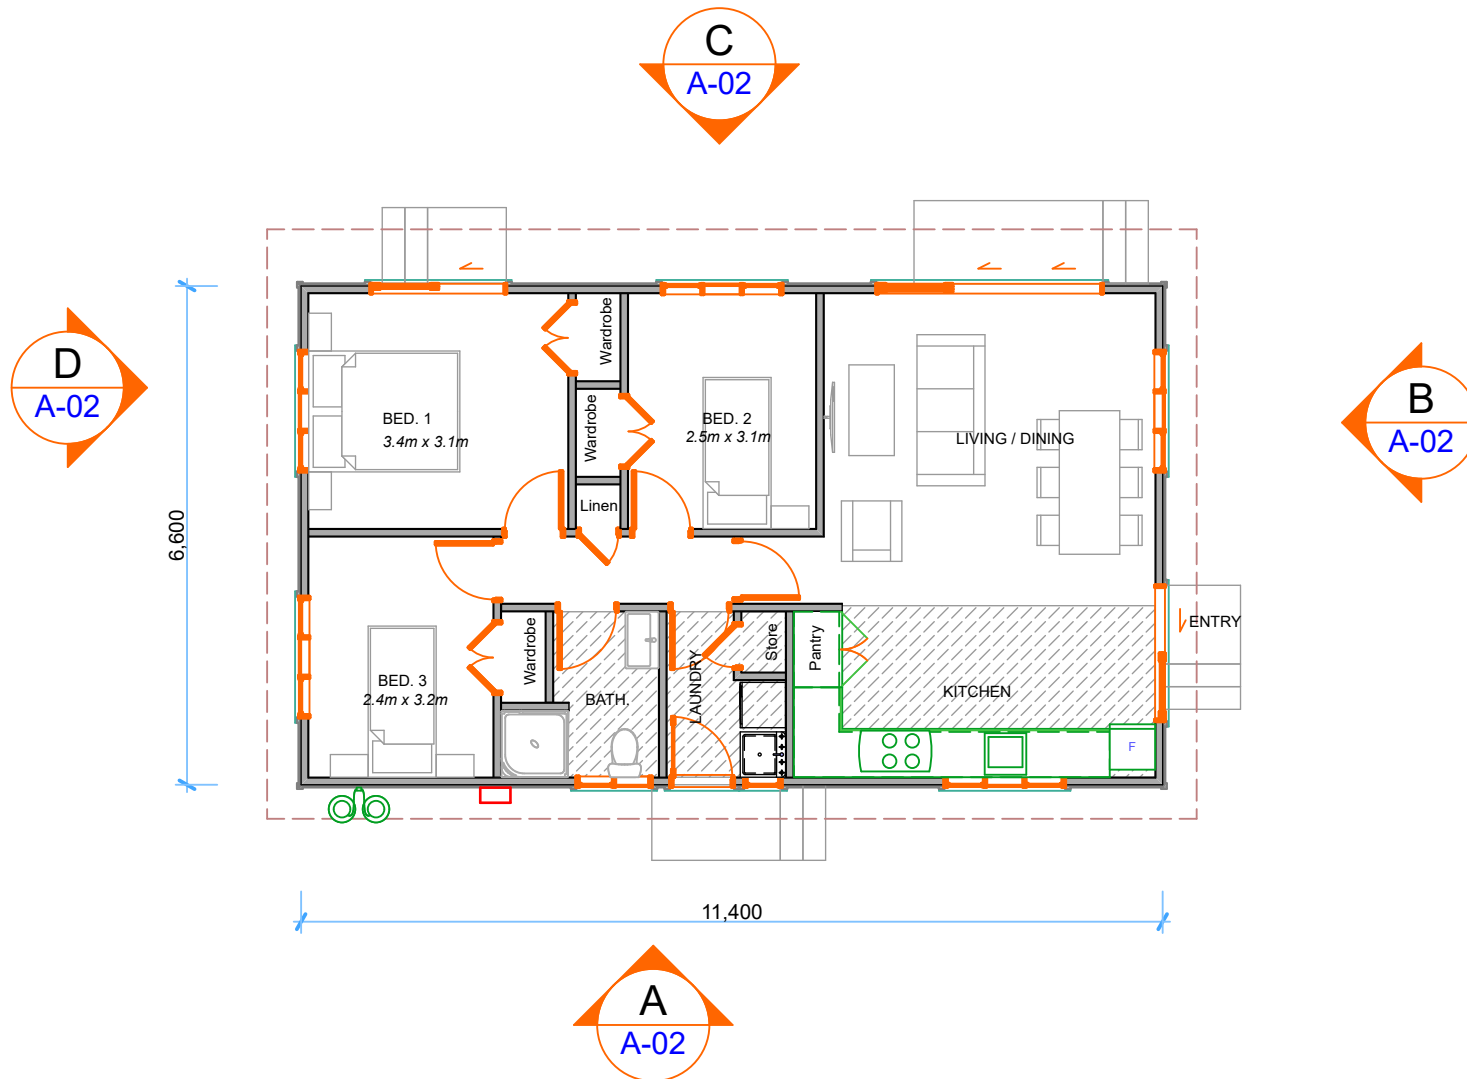 C
A-02
D
A-02
B
A-02
Wardrobe
Wardrobe
BED. 1
3.4m x 3.1m
BED. 2
2.5m x 3.1m
LIVING / DINING
Linen
6,600
ENTRY
Wardrobe
Store
Pantry
LAUNDRY
BED. 3
2.4m x 3.2m
BATH.
KITCHEN
F
11,400
A
A-02